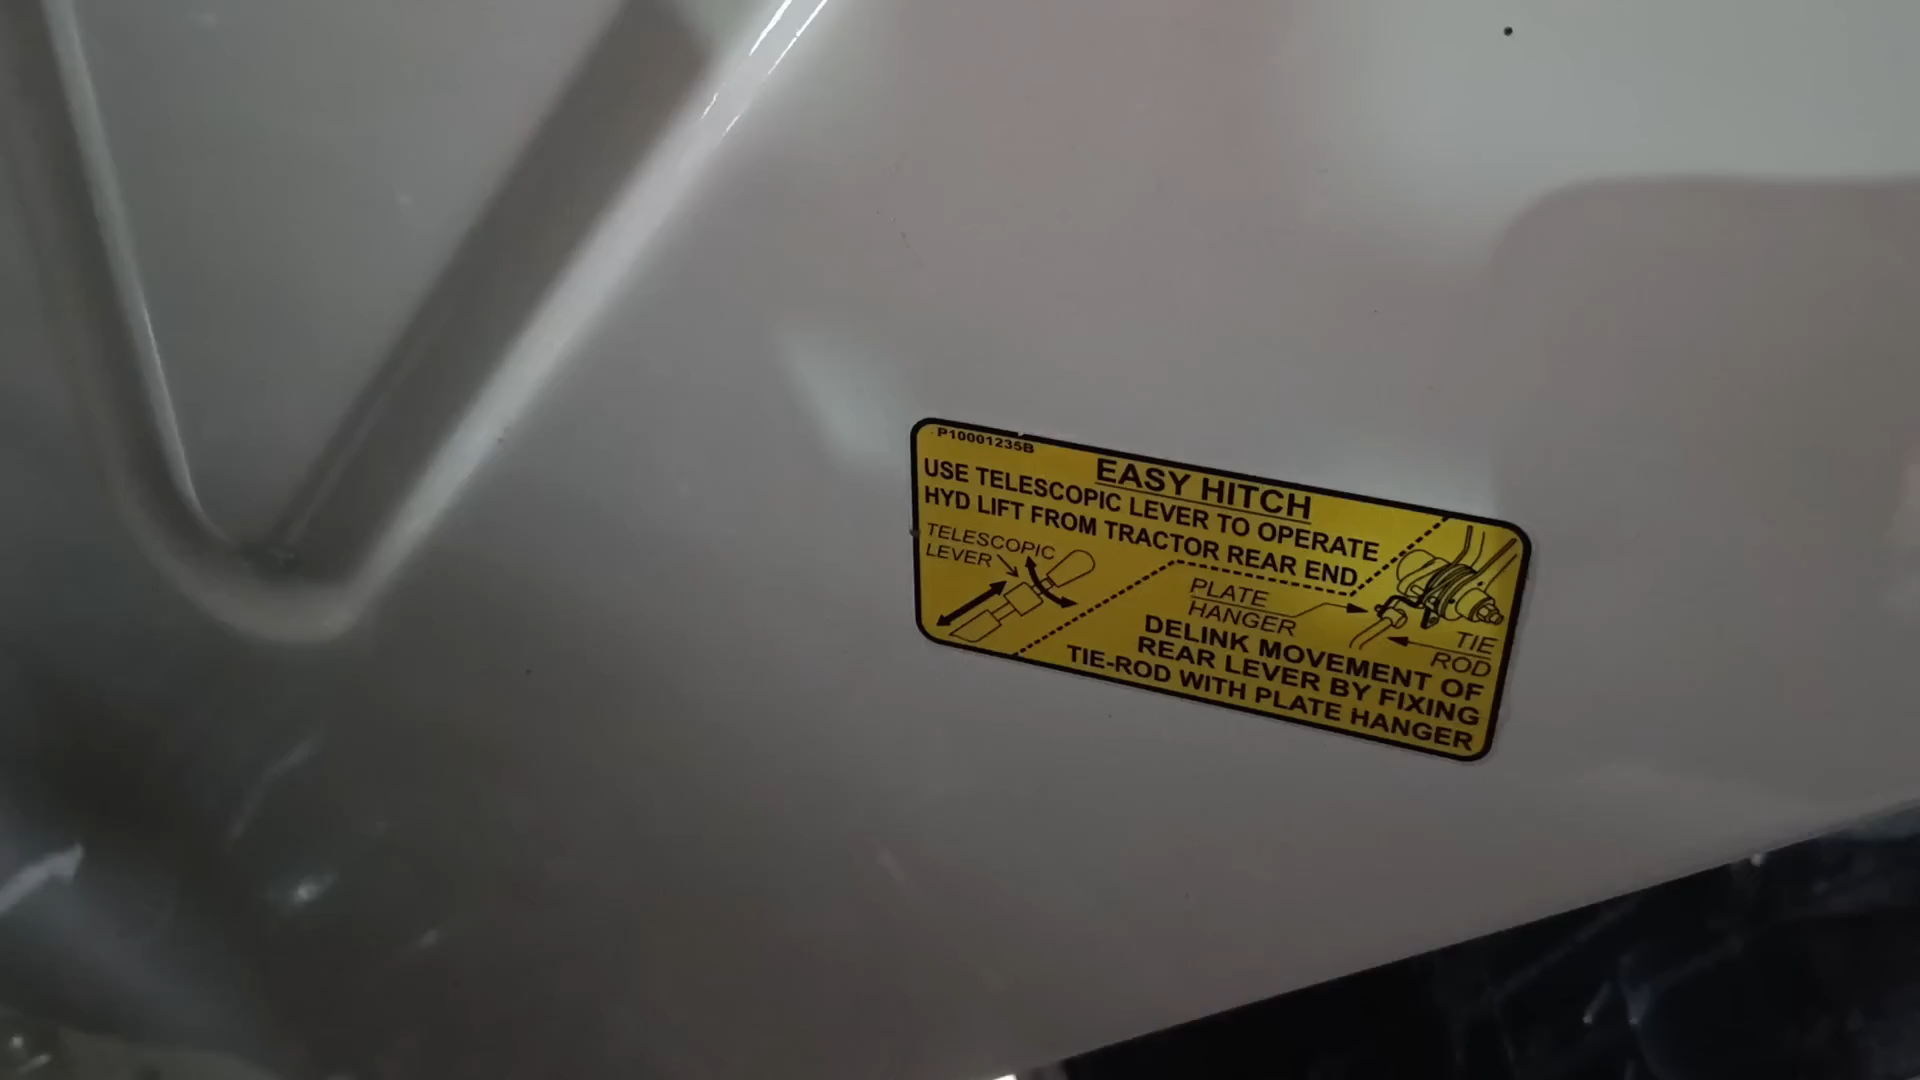 P10001235B
EASY HITCH
USE TELESCOPIC LEVER TO OPERATE
HYD LIFT FROM TRACTOR REAR END
TELESCOPIC
LEVER
PLATE
HANGER
TIE
ROD
DELINK MOVEMENT OF
REAR LEVER BY FIXING
TIE-ROD WITH PLATE HANGER